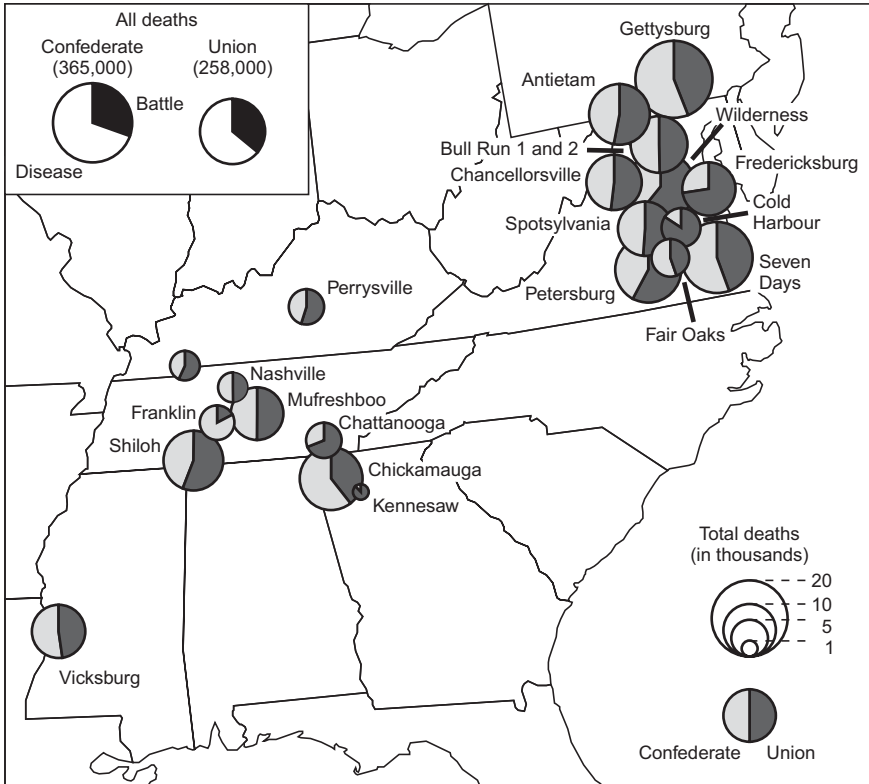 All deaths
Confederate
(365,000)
Union
(258,000)
Battle
Disease
Gettysburg
Antietam
Wilderness
Bull Run 1 and 2
Fredericksburg
Chancellorsville
Cold
Harbour
Spotsylvania
Seven
Days
Petersburg
Fair Oaks
Perrysville
Nashville
Mufreshboo
Franklin
Chattanooga
Shiloh
Chickamauga
Kennesaw
Vicksburg
Total deaths
(in thousands)
20
10
5
1
Confederate
Union